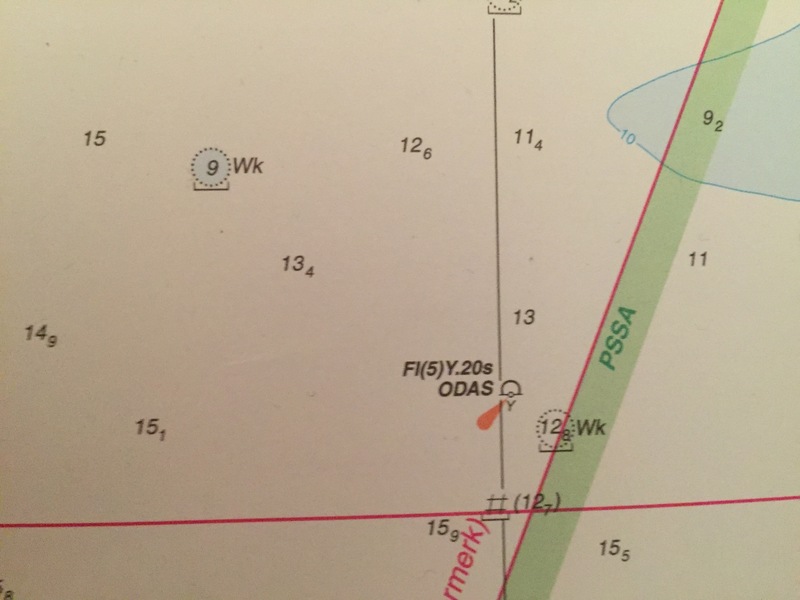 15
9 Wk
12₆
11₄
10
9₂
13₄
11
14₉
13
PSSA
Fl(5)Y.20s
ODAS
Y
15₁
12₈ Wk
(12₇)
15₉
rmerk)
15₅
8